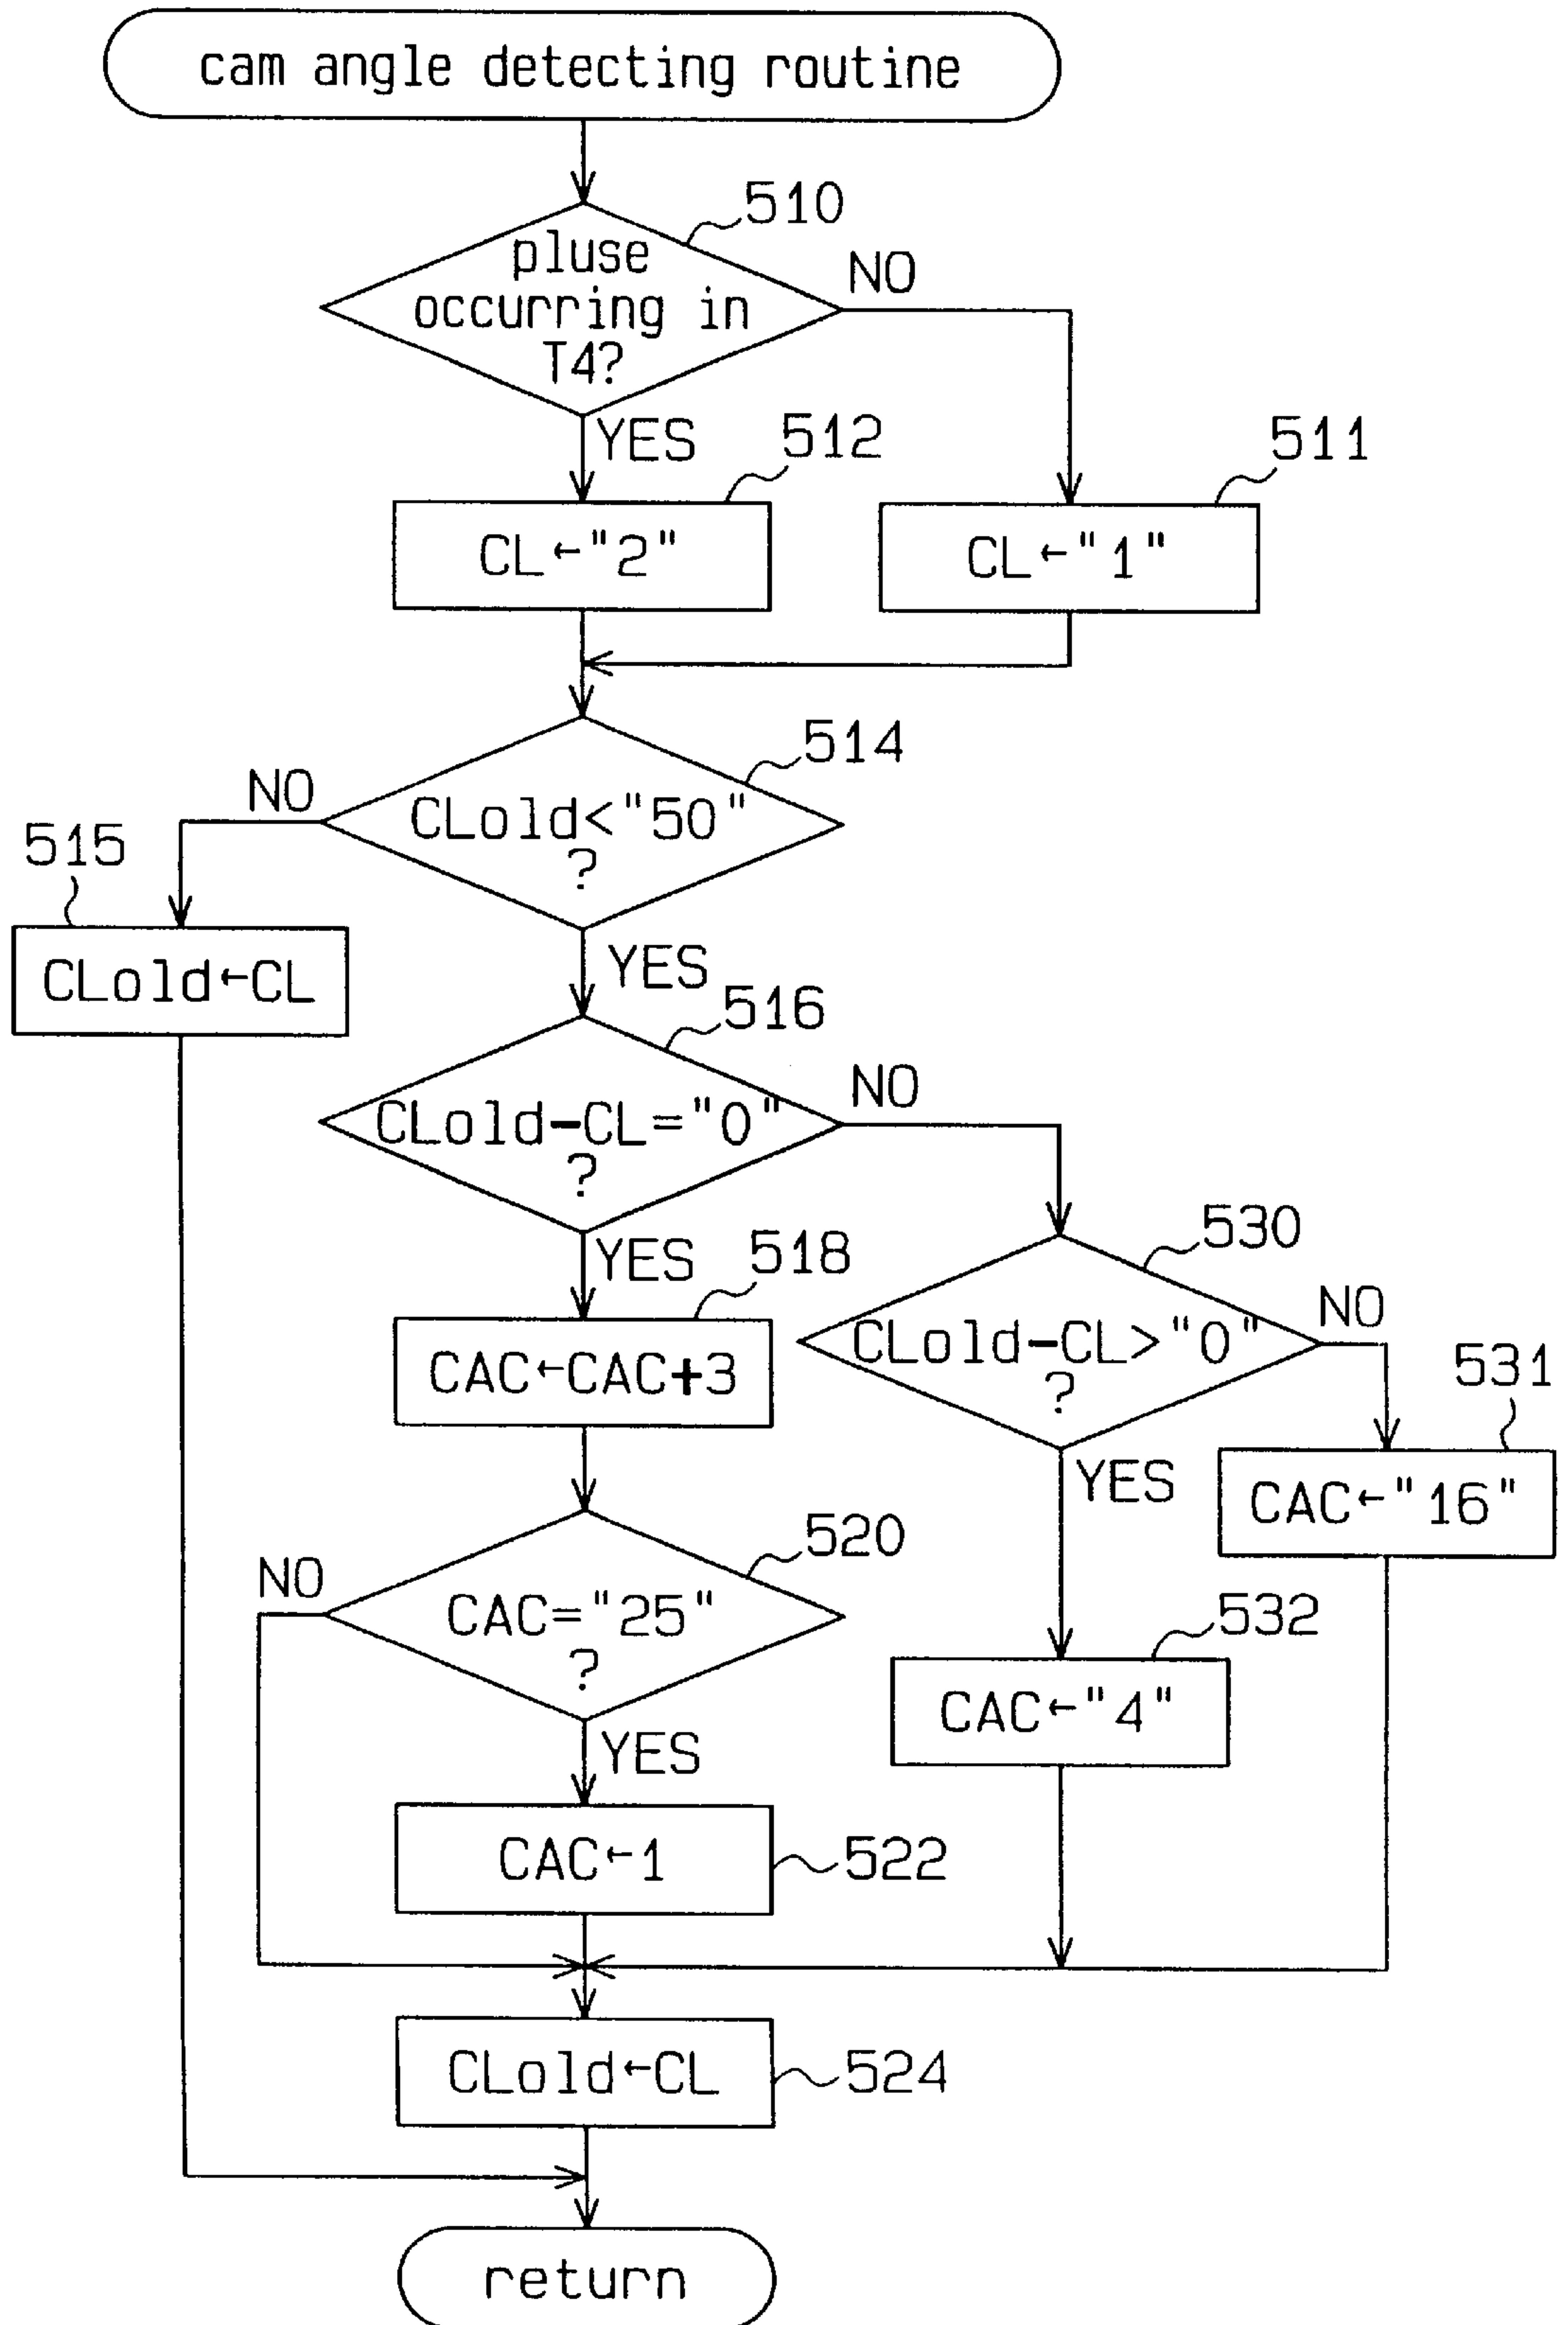 cam angle detecting routine
510
pluse
occurring in
T4?
NO
YES
512
511
CL←"2"
CL←"1"
514
NO
CLold<"50"
?
515
YES
CLold←CL
516
NO
CLold-CL="0"
?
530
YES
518
NO
CLold-CL>"0"
?
531
CAC←CAC+3
YES
CAC←"16"
520
NO
CAC="25"
?
532
CAC←"4"
YES
CAC←1
522
CLold←CL
524
return